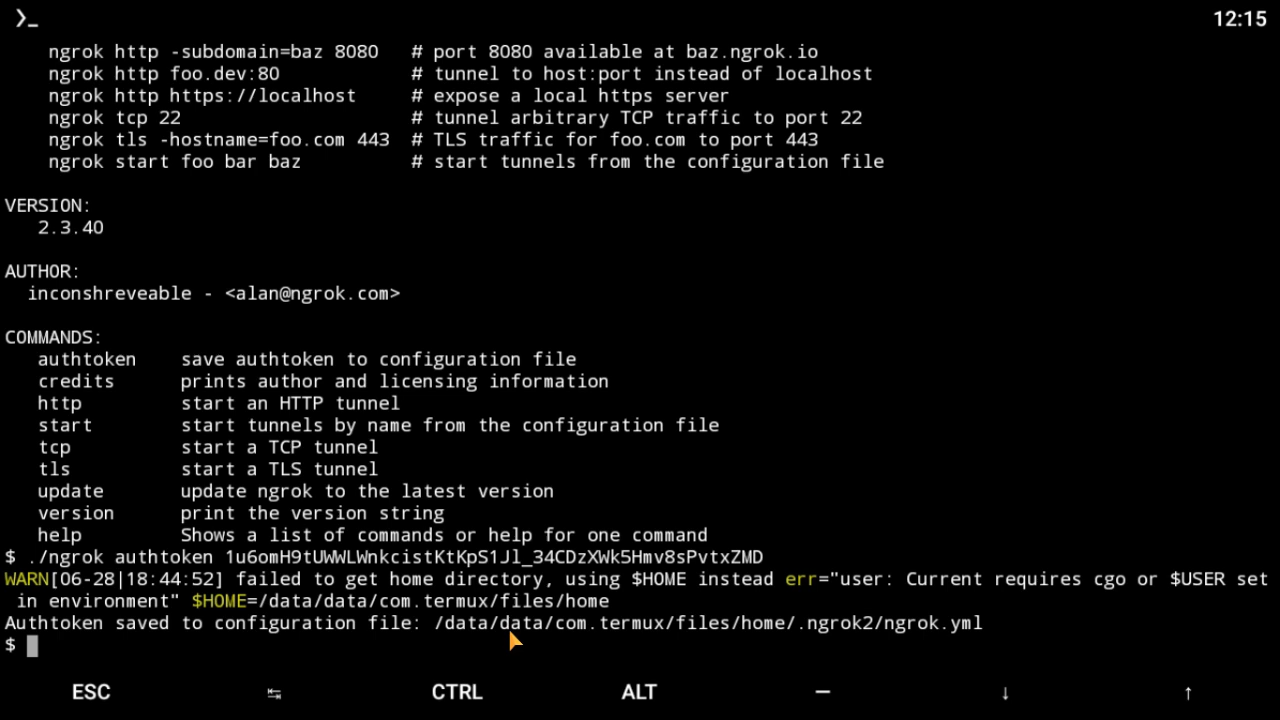 ❯_
12:15
ngrok http -subdomain=baz 8080 # port 8080 available at baz.ngrok.io
ngrok http foo.dev:80 # tunnel to host:port instead of localhost
ngrok http https://localhost # expose a local https server
ngrok tcp 22 # tunnel arbitrary TCP traffic to port 22
ngrok tls -hostname=foo.com 443 # TLS traffic for foo.com to port 443
ngrok start foo bar baz # start tunnels from the configuration file
VERSION:
2.3.40
AUTHOR:
inconshreveable - <alan@ngrok.com>
COMMANDS:
authtoken save authtoken to configuration file
credits prints author and licensing information
http start an HTTP tunnel
start start tunnels by name from the configuration file
tcp start a TCP tunnel
tls start a TLS tunnel
update update ngrok to the latest version
version print the version string
help Shows a list of commands or help for one command
$ ./ngrok authtoken 1u6omH9tUWWLWnkcistKtKpS1Jl_34CDzXWk5Hmv8sPvtxZMD
WARN[06-28|18:44:52] failed to get home directory, using $HOME instead err="user: Current requires cgo or $USER set
in environment" $HOME=/data/data/com.termux/files/home
Authtoken saved to configuration file: /data/data/com.termux/files/home/.ngrok2/ngrok.yml
$
ESC ↹ CTRL ALT — ↓ ↑